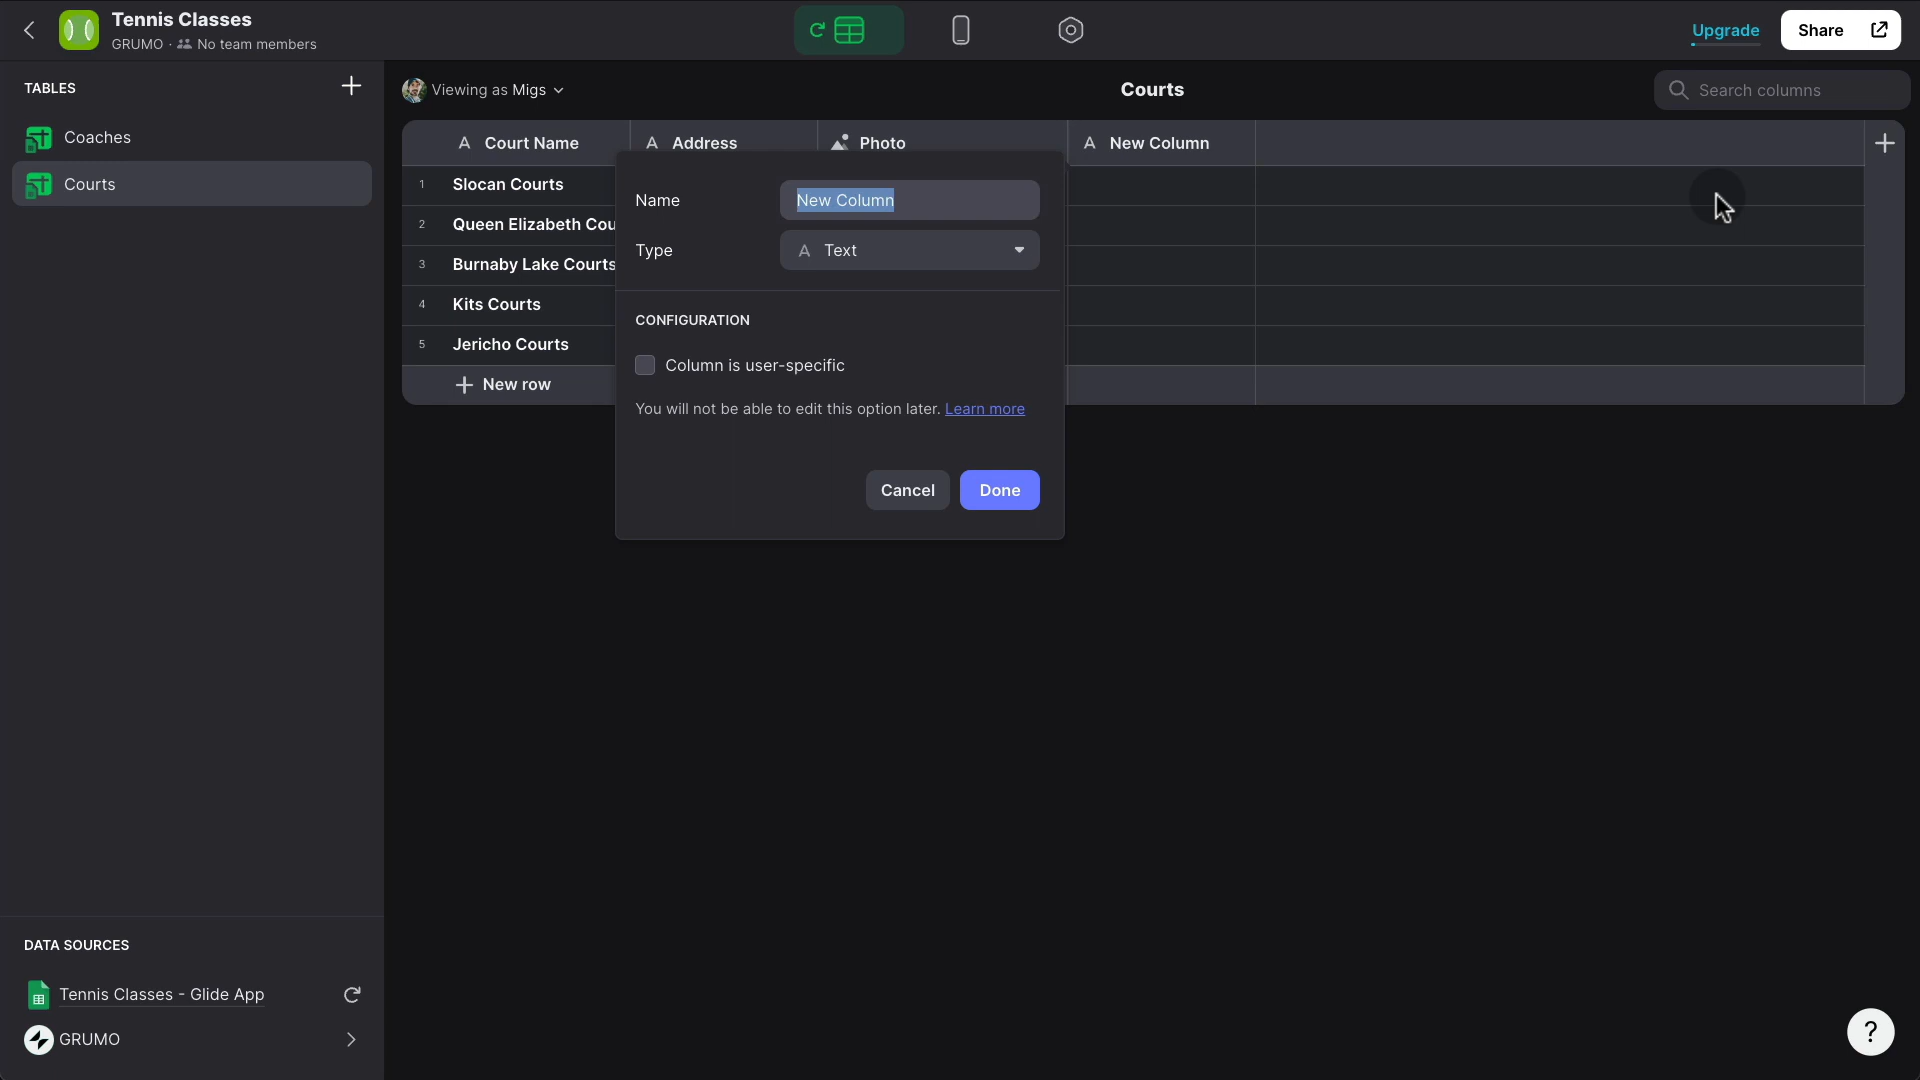 Tennis Classes
GRUMO · No team members
Upgrade
Share
TABLES
Coaches
Courts
Viewing as Migs
Courts
Search columns
Court Name
Address
Photo
New Column
1 Slocan Courts
2 Queen Elizabeth Cou
3 Burnaby Lake Courts
4 Kits Courts
5 Jericho Courts
New row
Name
New Column
Type
A Text
CONFIGURATION
Column is user-specific
You will not be able to edit this option later. Learn more
Cancel
Done
DATA SOURCES
Tennis Classes - Glide App
GRUMO
?